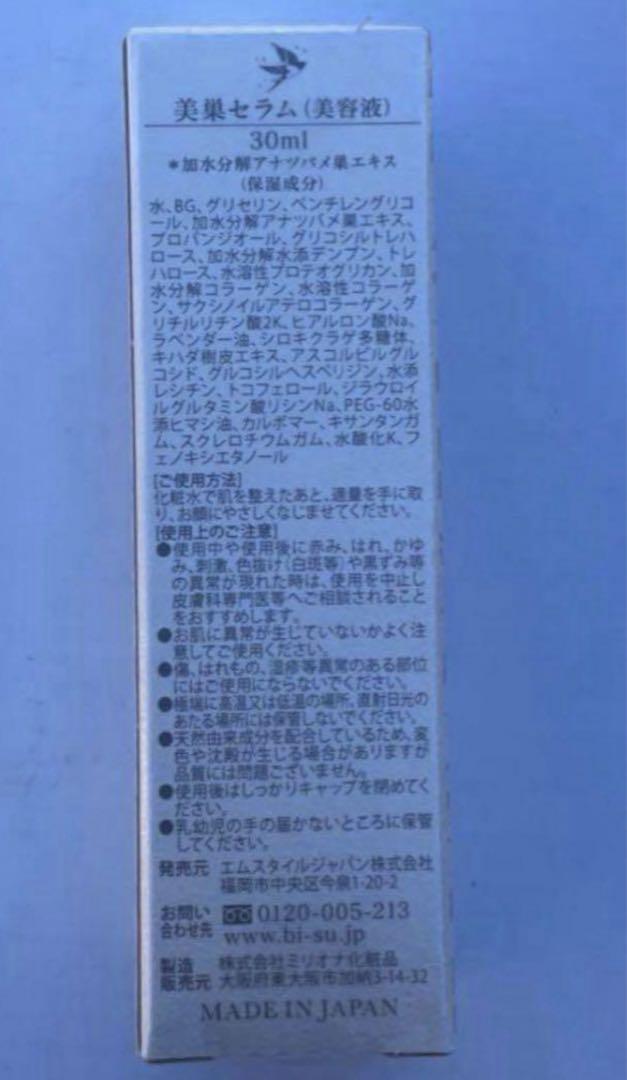 美巣セラム(美容液)
30ml
*加水分解アナツバメ巣エキス
(保湿成分)
水、BG、グリセリン、ペンチレングリコ
ール、加水分解アナツバメ巣エキス、
プロパンジオール、グリコシルトレハ
ロース、加水分解水添デンプン、トレ
ハロース、水溶性プロテオグリカン、加
水分解コラーゲン、水溶性コラーゲ
ン、サクシノイルアテロコラーゲン、グ
リチルリチン酸2K、ヒアルロン酸Na、
ラベンダー油、シロキクラゲ多糖体、
キハダ樹皮エキス、アスコルビルグル
コシド、グルコシルヘスペリジン、水添
レシチン、トコフェロール、ジラウロイ
ルグルタミン酸リシンNa、PEG-60水
添ヒマシ油、カルボマー、キサンタンガ
ム、スクレロチウムガム、水酸化K、フ
ェノキシエタノール
[ご使用方法]
化粧水で肌を整えたあと、適量を手に取
り、お顔にやさしくなじませてください。
[使用上のご注意]
●使用中や使用後に赤み、はれ、かゆ
み、刺激、色抜け(白斑等)や黒ずみ等
の異常が現れた時は、使用を中止し
皮膚科専門医等へご相談されること
をおすすめします。
●お肌に異常が生じていないかよく注
意してご使用ください。
●傷、はれもの、湿疹等異常のある部位
にはご使用にならないでください。
●極端に高温又は低温の場所、直射日光の
あたる場所には保管しないでください。
●天然由来成分を配合しているため、変
色や沈殿が生じる場合がありますが
品質には問題ございません。
●使用後はしっかりキャップを閉めてく
ださい。
●乳幼児の手の届かないところに保管
してください。
発売元 エムスタイルジャパン株式会社
福岡市中央区今泉1-20-2
お問い合わせ先 0120-005-213
www.bi-su.jp
製造販売元 株式会社ミリオナ化粧品
大阪府東大阪市加納3-14-32
MADE IN JAPAN